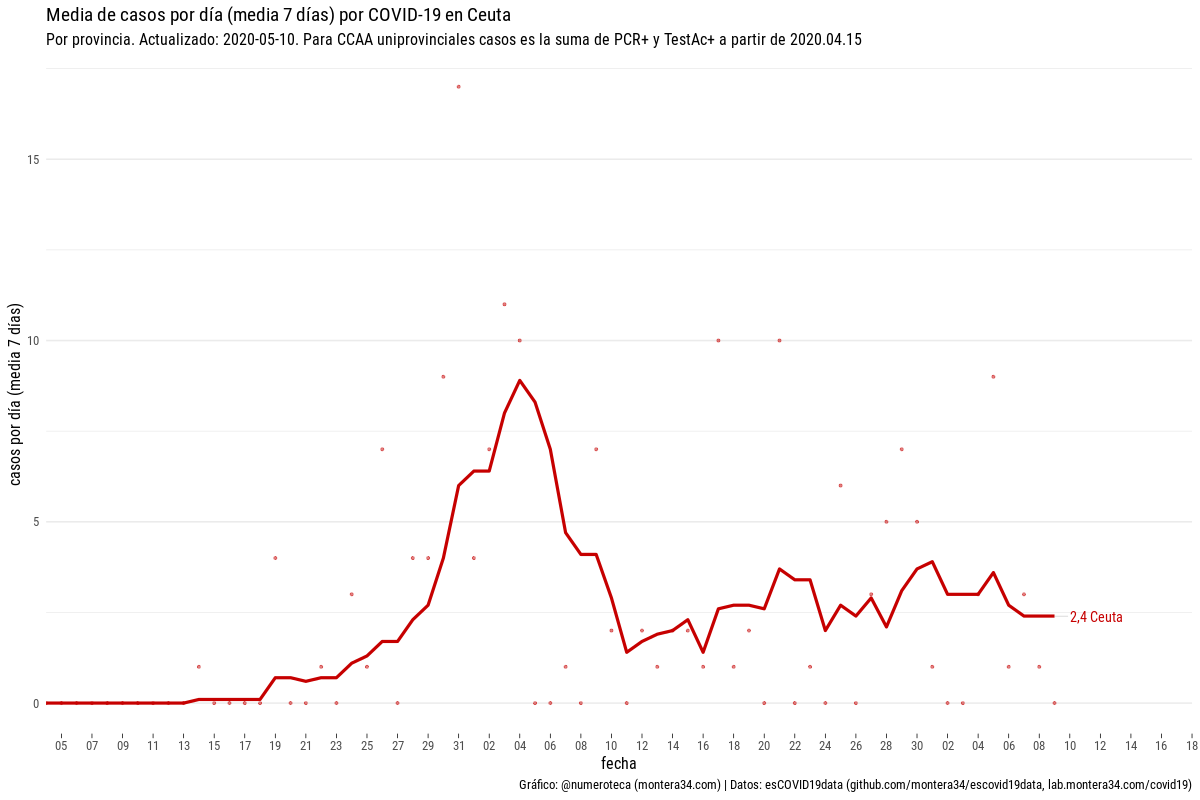 Media de casos por día (media 7 días) por COVID-19 en Ceuta
Por provincia. Actualizado: 2020-05-10. Para CCAA uniprovinciales casos es la suma de PCR+ y TestAc+ a partir de 2020.04.15
casos por día (media 7 días)
15
10
5
0
2,4 Ceuta
05 07 09 11 13 15 17 19 21 23 25 27 29 31 02 04 06 08 10 12 14 16 18 20 22 24 26 28 30 02 04 06 08 10 12 14 16 18
fecha
Gráfico: @numeroteca (montera34.com) | Datos: esCOVID19data (github.com/montera34/escovid19data, lab.montera34.com/covid19)